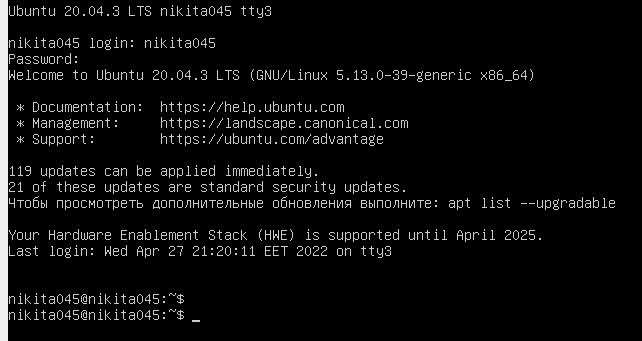 Ubuntu 20.04.3 LTS nikita045 tty3
nikita045 login: nikita045
Password:
Welcome to Ubuntu 20.04.3 LTS (GNU/Linux 5.13.0-39-generic x86_64)
* Documentation:  https://help.ubuntu.com
* Management:     https://landscape.canonical.com
* Support:        https://ubuntu.com/advantage
119 updates can be applied immediately.
21 of these updates are standard security updates.
Чтобы просмотреть дополнительные обновления выполните: apt list --upgradable
Your Hardware Enablement Stack (HWE) is supported until April 2025.
Last login: Wed Apr 27 21:20:11 EET 2022 on tty3
nikita045@nikita045:~$
nikita045@nikita045:~$ _